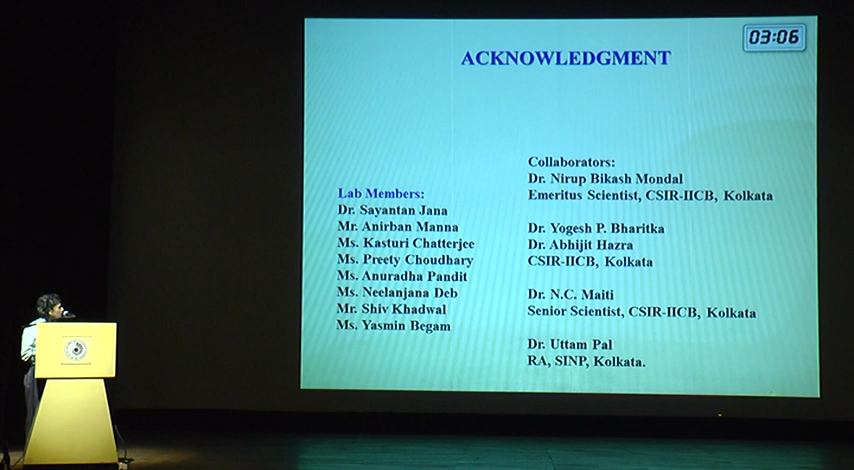 03:06
ACKNOWLEDGMENT
Lab Members:
Dr. Sayantan Jana
Mr. Anirban Manna
Ms. Kasturi Chatterjee
Ms. Preety Choudhary
Ms. Anuradha Pandit
Ms. Neelanjana Deb
Mr. Shiv Khadwal
Ms. Yasmin Begam
Collaborators:
Dr. Nirup Bikash Mondal
Emeritus Scientist, CSIR-IICB, Kolkata
Dr. Yogesh P. Bharitka
Dr. Abhijit Hazra
CSIR-IICB, Kolkata
Dr. N.C. Maiti
Senior Scientist, CSIR-IICB, Kolkata
Dr. Uttam Pal
RA, SINP, Kolkata.